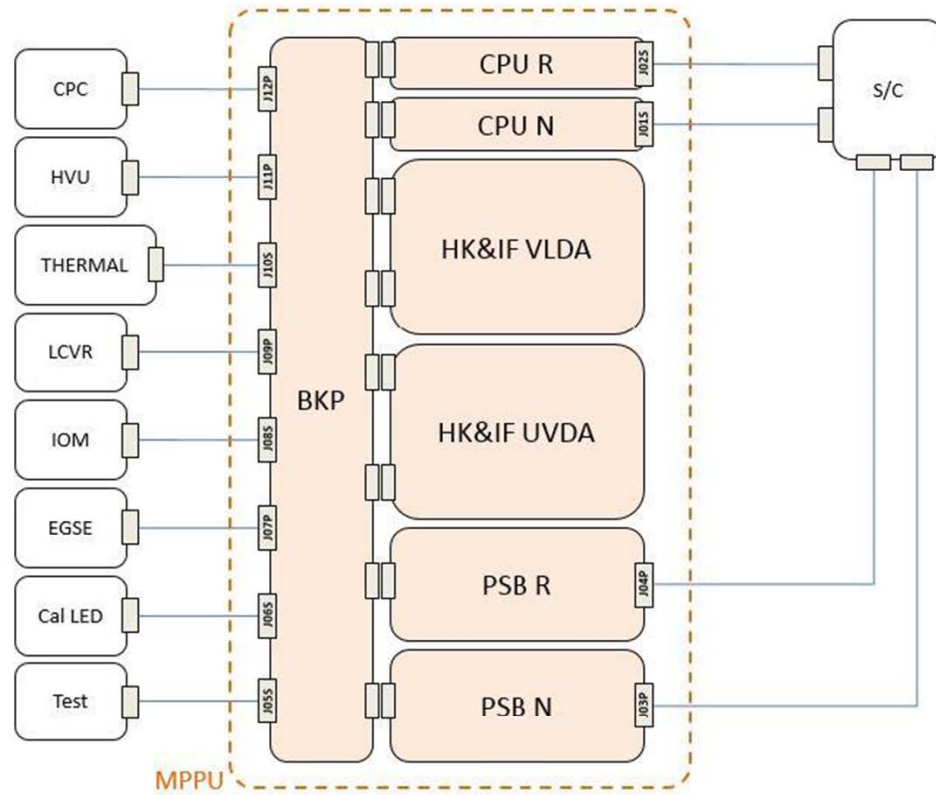 CPC
HVU
THERMAL
LCVR
IOM
EGSE
Cal LED
Test
J12P
J11P
J10S
J09P
J08S
J07P
J06S
J05S
BKP
CPU R
J02S
CPU N
J01S
HK&IF VLDA
HK&IF UVDA
PSB R
J04P
PSB N
J03P
S/C
MPPU